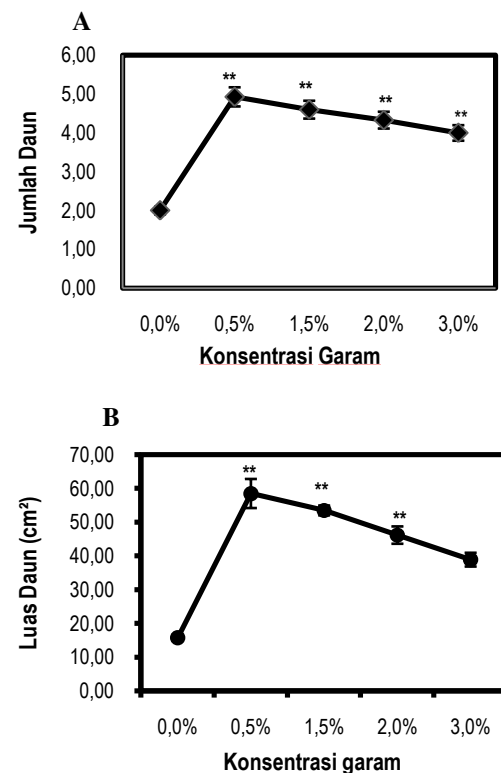 A
6,00
5,00
4,00
3,00
2,00
1,00
0,00
Jumlah Daun
** ** ** **
0,0% 0,5% 1,5% 2,0% 3,0%
Konsentrasi Garam
B
70,00
60,00
50,00
40,00
30,00
20,00
10,00
0,00
Luas Daun (cm²)
** ** **
0,0% 0,5% 1,5% 2,0% 3,0%
Konsentrasi garam